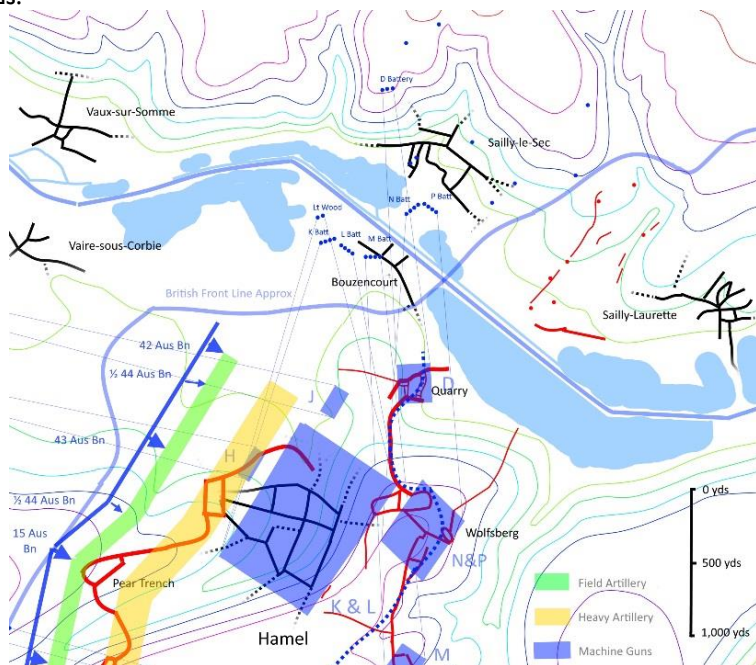 D Battery
Vaux-sur-Somme
Sailly-le-Sec
N Batt
P Batt
Lt Wood
K Batt
L Batt
M Batt
Vaire-sous-Corbie
Bouzencourt
British Front Line Approx
Sailly-Laurette
42 Aus Bn
½ 44 Aus Bn
J
D
Quarry
43 Aus Bn
H
½ 44 Aus Bn
0 yds
15 Aus
Bn
Wolfsberg
N&P
500 yds
Pear Trench
Field Artillery
K & L
Heavy Artillery
Hamel
1,000 yds
M
Machine Guns